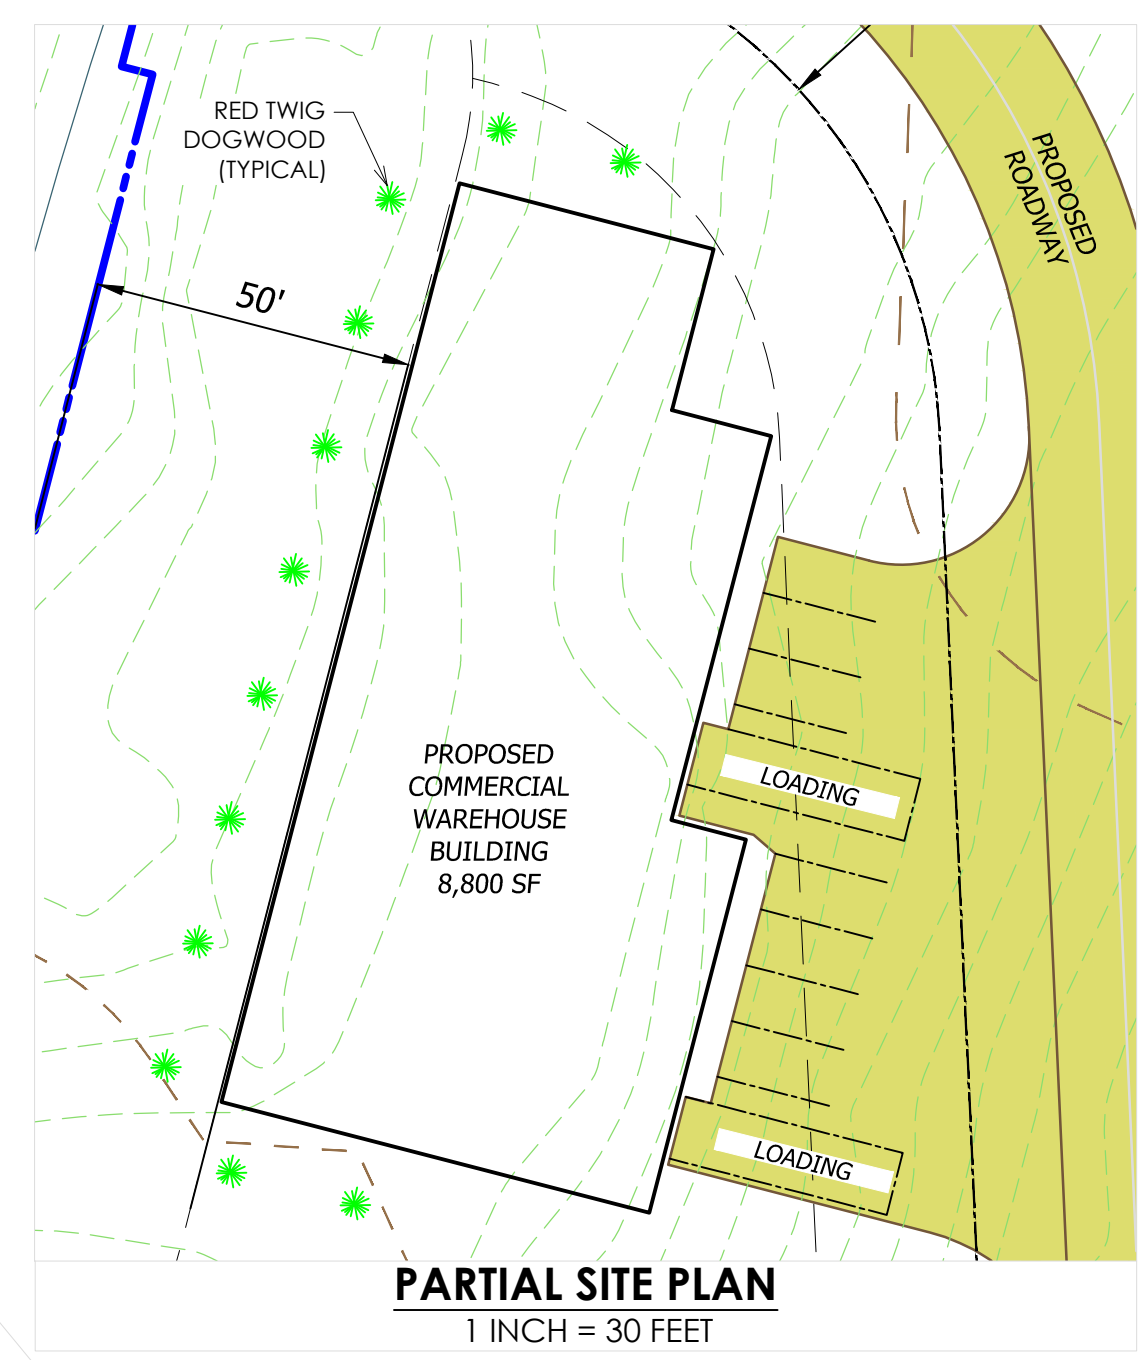 RED TWIG
DOGWOOD
(TYPICAL)
50'
PROPOSED
ROADWAY
PROPOSED
COMMERCIAL
WAREHOUSE
BUILDING
8,800 SF
LOADING
LOADING
PARTIAL SITE PLAN
1 INCH = 30 FEET